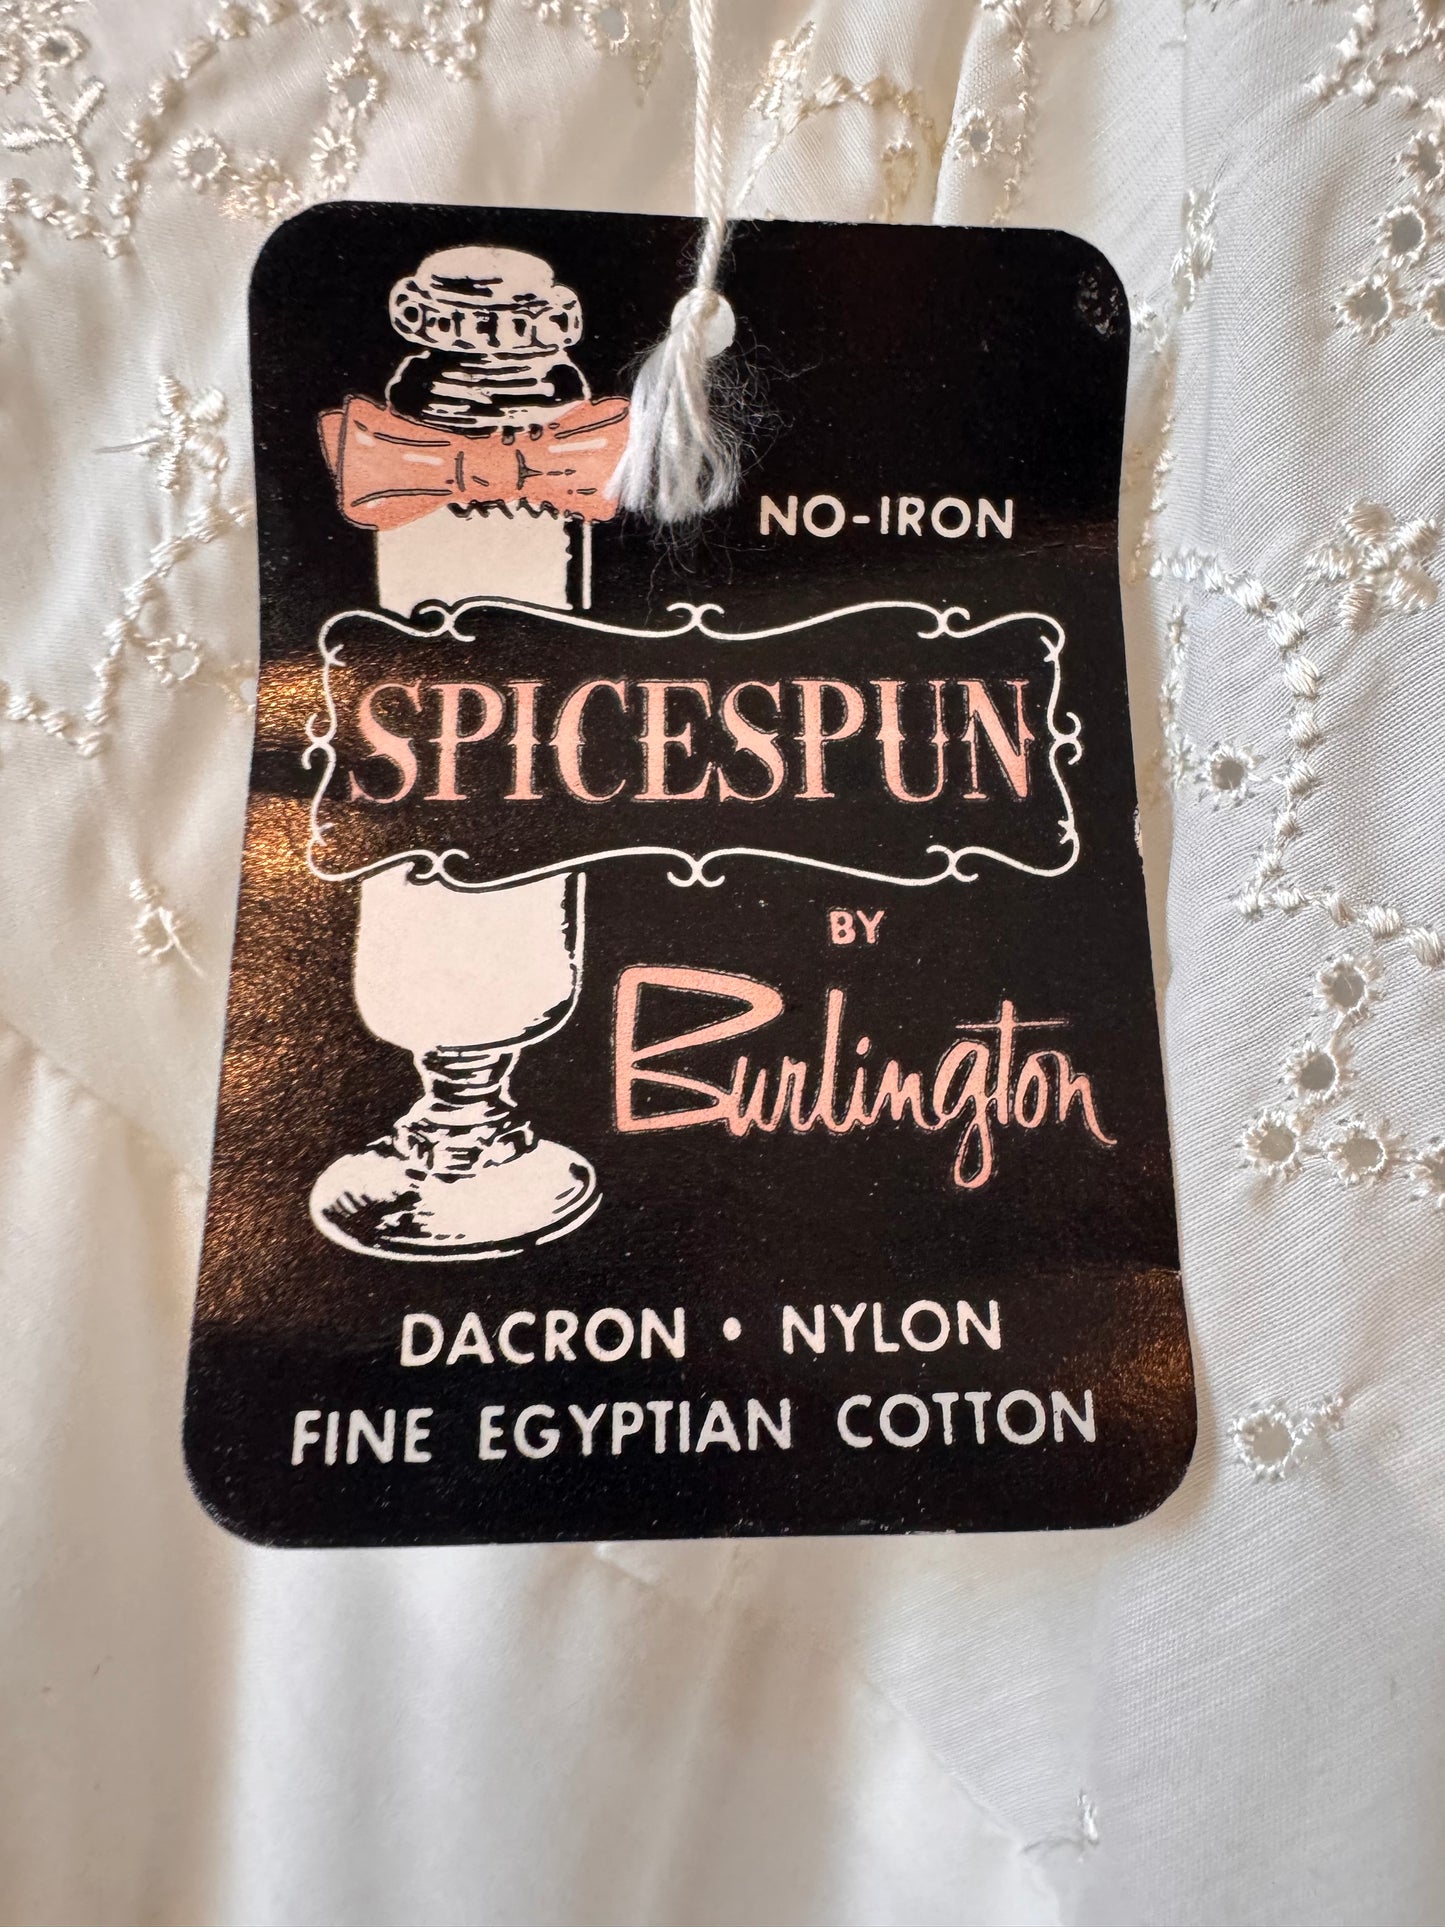 NO-IRON
SPICESPUN
BY
Burlington
DACRON • NYLON
FINE EGYPTIAN COTTON